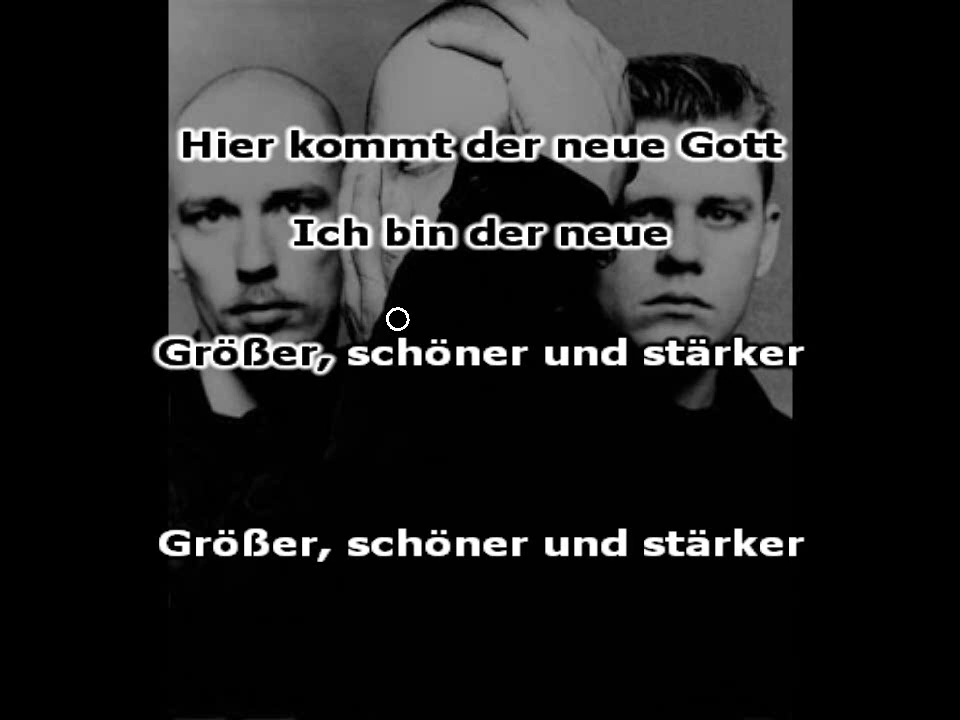 Hier kommt der neue Gott
Ich bin der neue
Größer, schöner und stärker
Größer, schöner und stärker